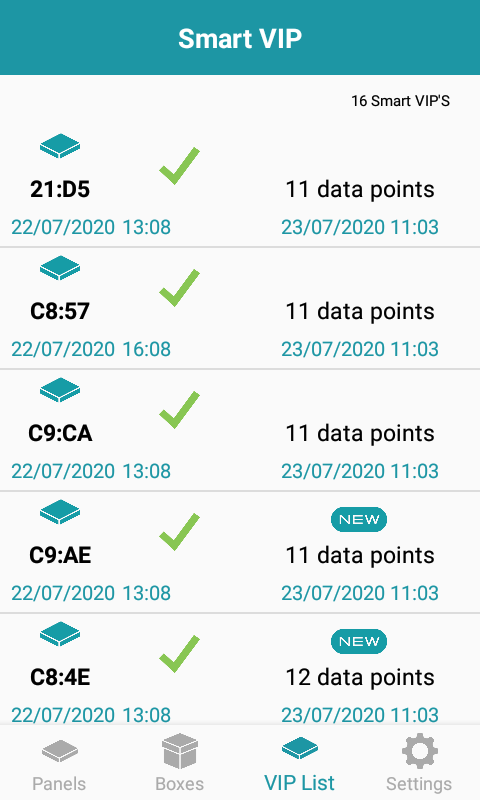 Smart VIP
16 Smart VIP'S
21:D5 11 data points
22/07/2020 13:08 23/07/2020 11:03
C8:57 11 data points
22/07/2020 16:08 23/07/2020 11:03
C9:CA 11 data points
22/07/2020 13:08 23/07/2020 11:03
NEW
C9:AE 11 data points
22/07/2020 13:08 23/07/2020 11:03
NEW
C8:4E 12 data points
22/07/2020 13:08 23/07/2020 11:03
Panels Boxes VIP List Settings